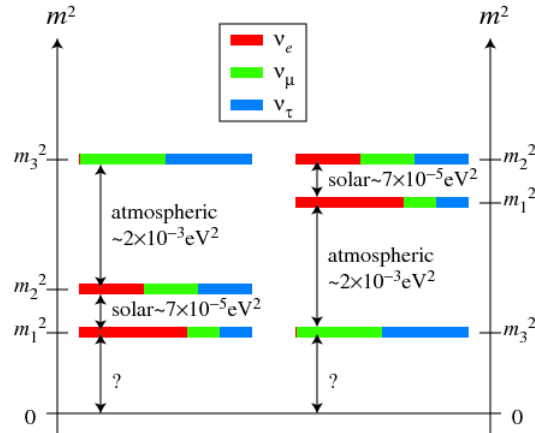 m²
m²
νe
νμ
ντ
m₃²
m₂²
solar~7×10⁻⁵eV²
m₁²
atmospheric
~2×10⁻³eV²
atmospheric
~2×10⁻³eV²
m₂²
solar~7×10⁻⁵eV²
m₁²
m₃²
?
?
0
0